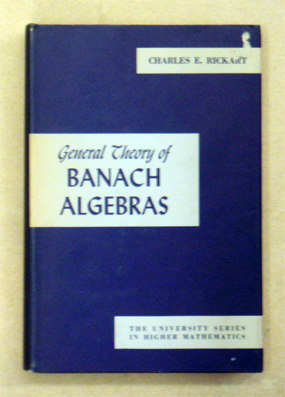 CHARLES E. RICKART
General Theory of
BANACH
ALGEBRAS
THE UNIVERSITY SERIES
IN HIGHER MATHEMATICS